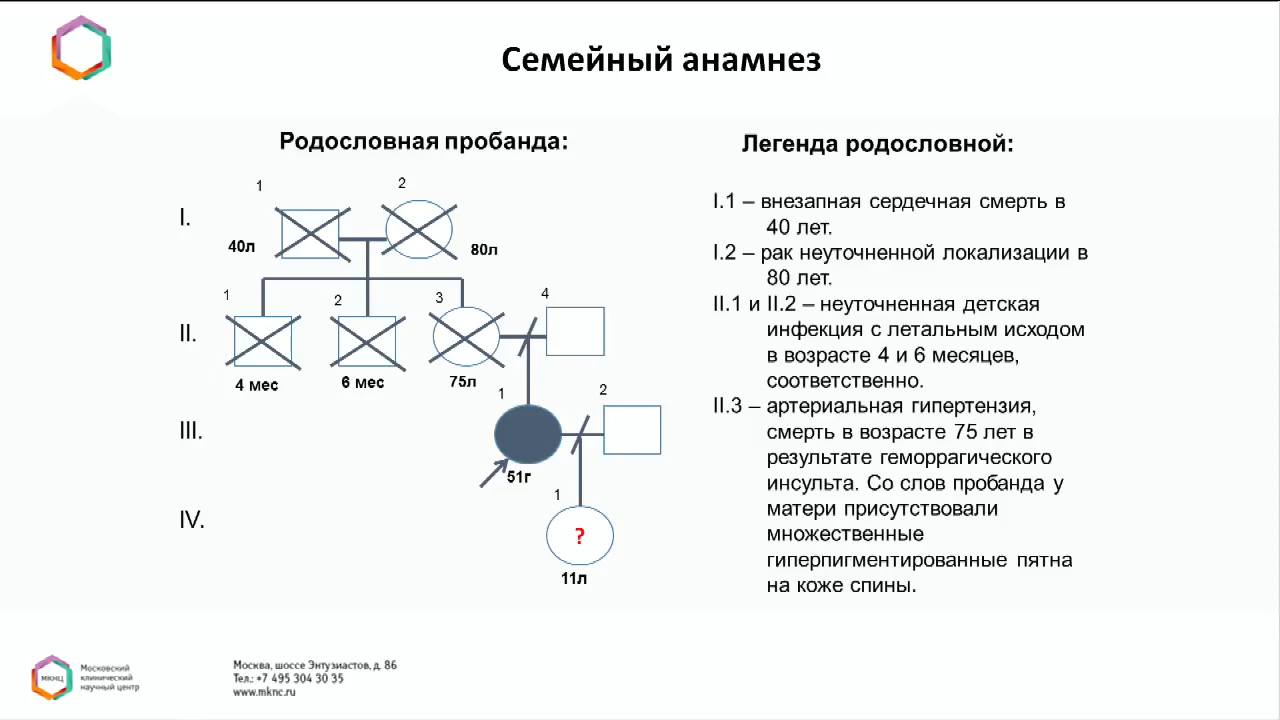 Семейный анамнез
Родословная пробанда:
1
2
I.
40л
80л
1
2
3
4
II.
4 мес
6 мес
75л
1
2
III.
51г
1
IV.
?
11л
Легенда родословной:
I.1 – внезапная сердечная смерть в
40 лет.
I.2 – рак неуточненной локализации в
80 лет.
II.1 и II.2 – неуточненная детская
инфекция с летальным исходом
в возрасте 4 и 6 месяцев,
соответственно.
II.3 – артериальная гипертензия,
смерть в возрасте 75 лет в
результате геморрагического
инсульта. Со слов пробанда у
матери присутствовали
множественные
гиперпигментированные пятна
на коже спины.
МКНЦ
Московский
клинический
научный центр
Москва, шоссе Энтузиастов, д. 86
Тел.: +7 495 304 30 35
www.mknc.ru